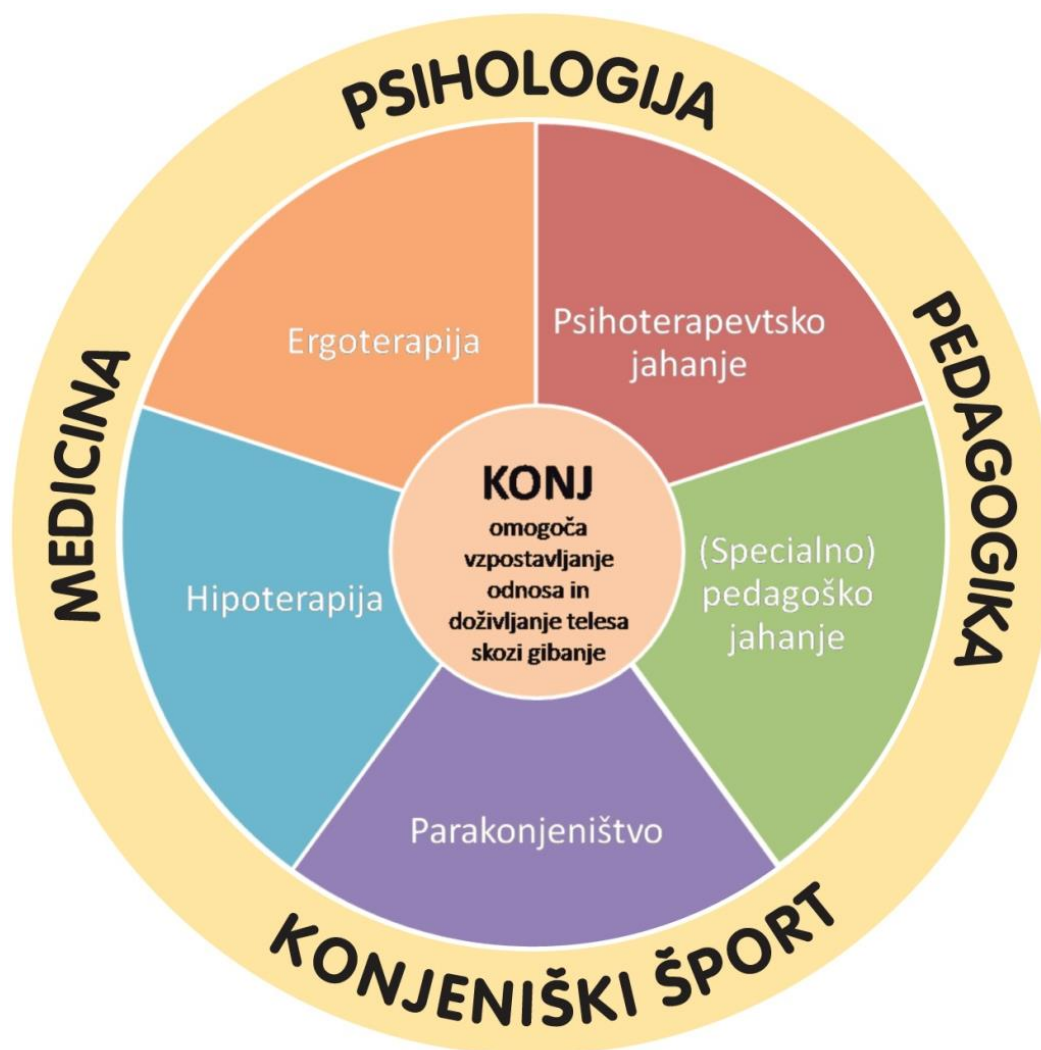 PSIHOLOGIJA
PEDAGOGIKA
KONJENIŠKI ŠPORT
MEDICINA
Ergoterapija
Psihoterapevtsko
jahanje
(Specialno)
pedagoško
jahanje
Parakonjeništvo
Hipoterapija
KONJ
omogoča
vzpostavljanje
odnosa in
doživljanje telesa
skozi gibanje